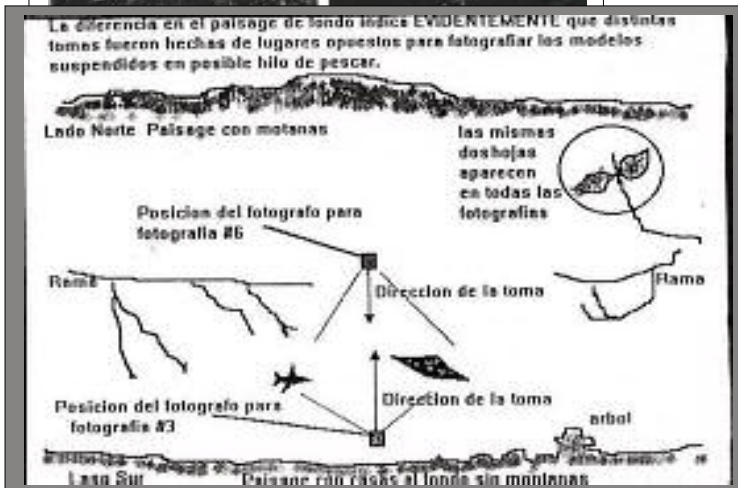 La diferencia en el paisage de fondo indica EVIDENTEMENTE que distintas
tomas fueron hechas de lugares opuestos para fotografiar los modelos
suspendidos en posible hilo de pescar.
Lado Norte Paisage con motanas
las mismas
doshojas
aparecen
en todas las
fotografias
Posicion del fotografo para
fotografia #6
Rama
Direccion de la toma
Rama
Posicion del fotografo para
fotografia #3
Direction de la toma
arbol
Laso Sur Paisage con casas al fondo sin montanas